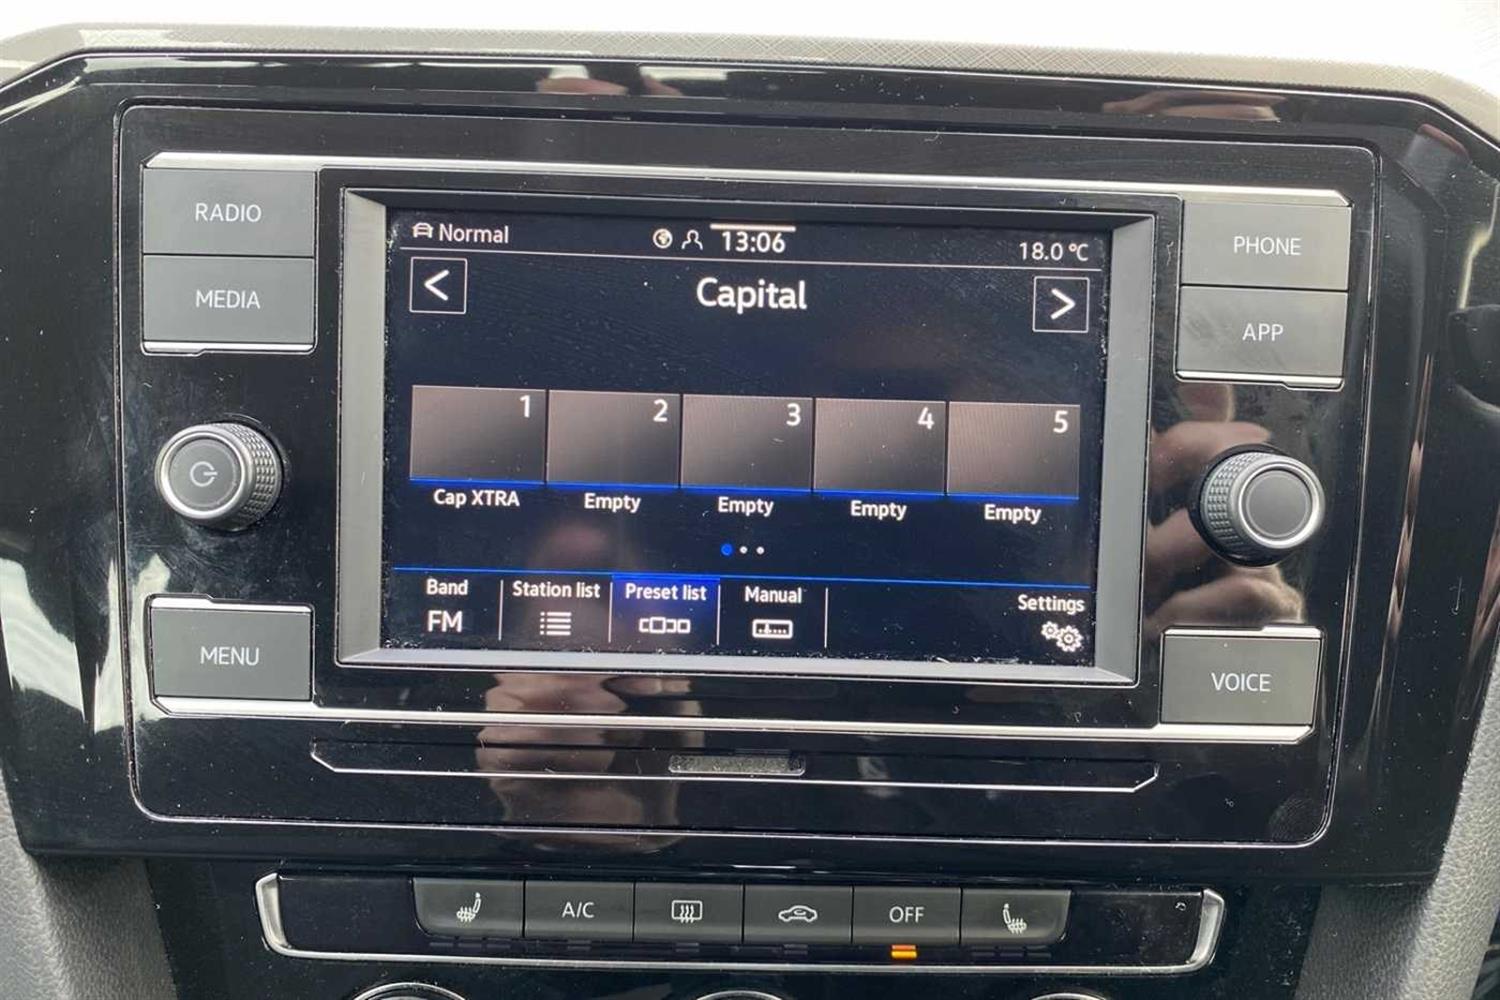 RADIO
MEDIA
MENU
PHONE
APP
VOICE
Normal
13:06
18.0 °C
<
Capital
>
1
2
3
4
5
Cap XTRA
Empty
Empty
Empty
Empty
Band
FM
Station list
Preset list
Manual
Settings
A/C
OFF